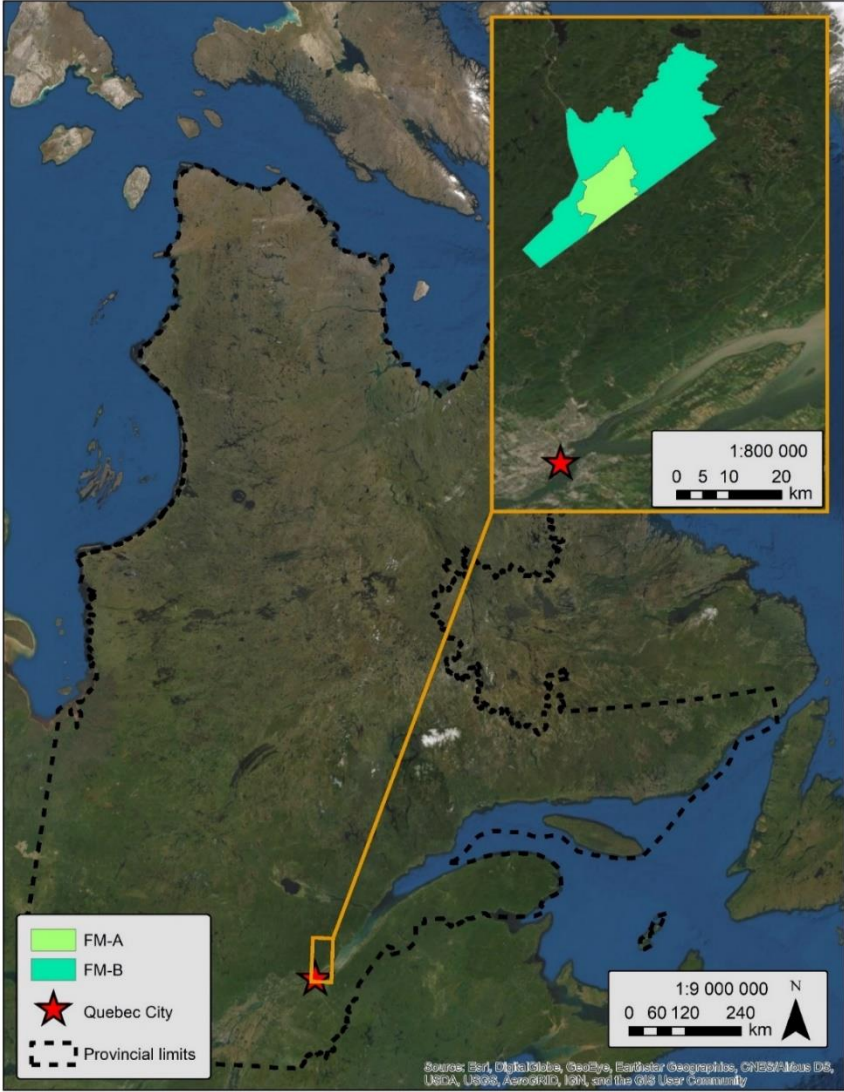 1:800 000
0 5 10 20
km
FM-A
FM-B
Quebec City
Provincial limits
1:9 000 000
N
0 60 120 240
km
Source: Esri, DigitalGlobe, GeoEye, Earthstar Geographics, CNES/Airbus DS,
USDA, USGS, AeroGRID, IGN, and the GIS User Community